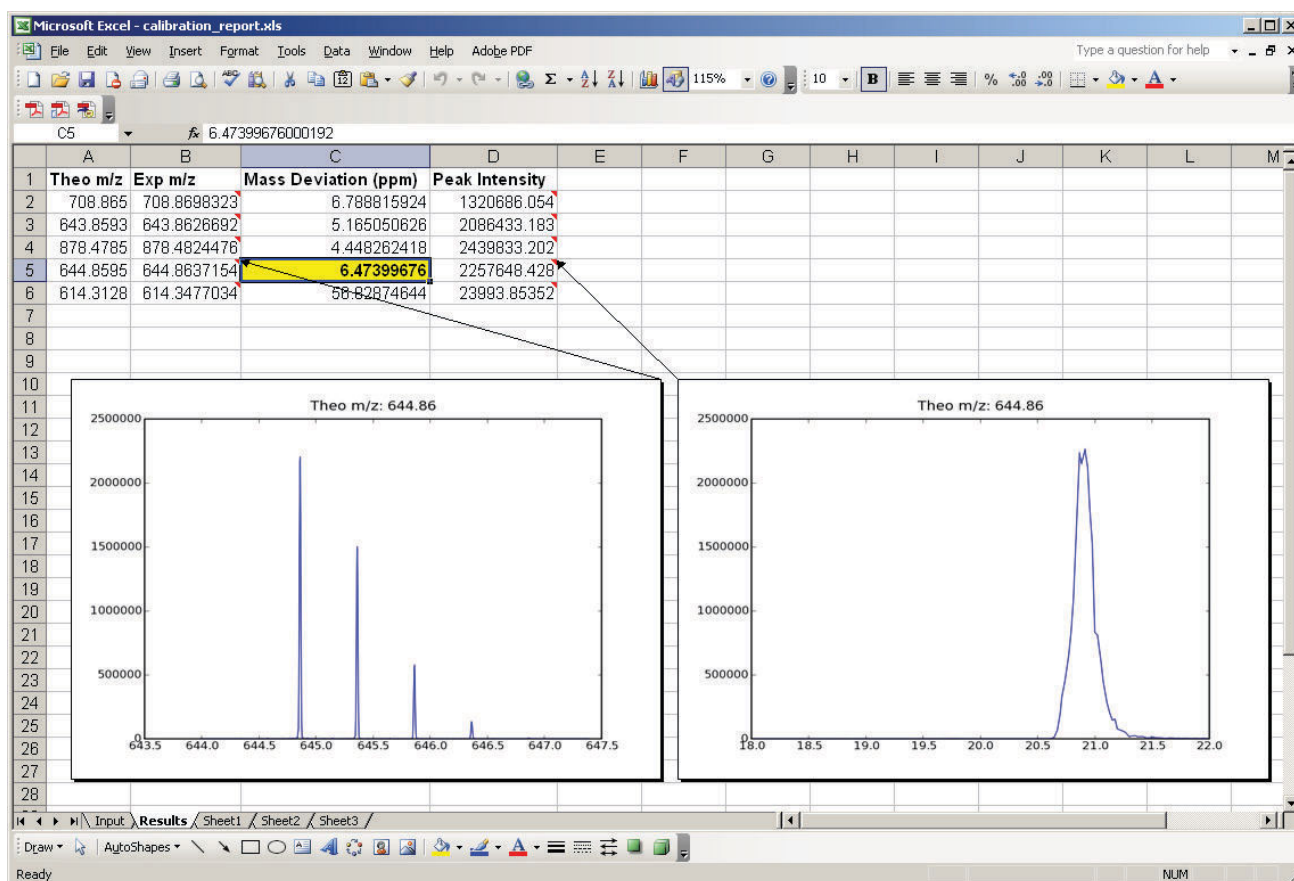 Microsoft Excel - calibration_report.xls
File Edit View Insert Format Tools Data Window Help Adobe PDF Type a question for help
115% 10 B
C5 fx 6.47399676000192
A B C D E F G H I J K L M
1 Theo m/z Exp m/z Mass Deviation (ppm) Peak Intensity
2 708.865 708.8698323 6.788815924 1320686.054
3 643.8593 643.8626692 5.165050626 2086433.183
4 878.4785 878.4824476 4.448262418 2439833.202
5 644.8595 644.8637154 6.47399676 2257648.428
6 614.3128 614.3477034 56.82874644 23993.85352
7
8
9
10
11
12
13
14
15
16
17
18
19
20
21
22
23
24
25
26
27
28
Theo m/z: 644.86
2500000
2000000
1500000
1000000
500000
0
643.5 644.0 644.5 645.0 645.5 646.0 646.5 647.0 647.5
Theo m/z: 644.86
2500000
2000000
1500000
1000000
500000
0
18.0 18.5 19.0 19.5 20.0 20.5 21.0 21.5 22.0
Input Results Sheet1 Sheet2 Sheet3
Draw AutoShapes
Ready NUM